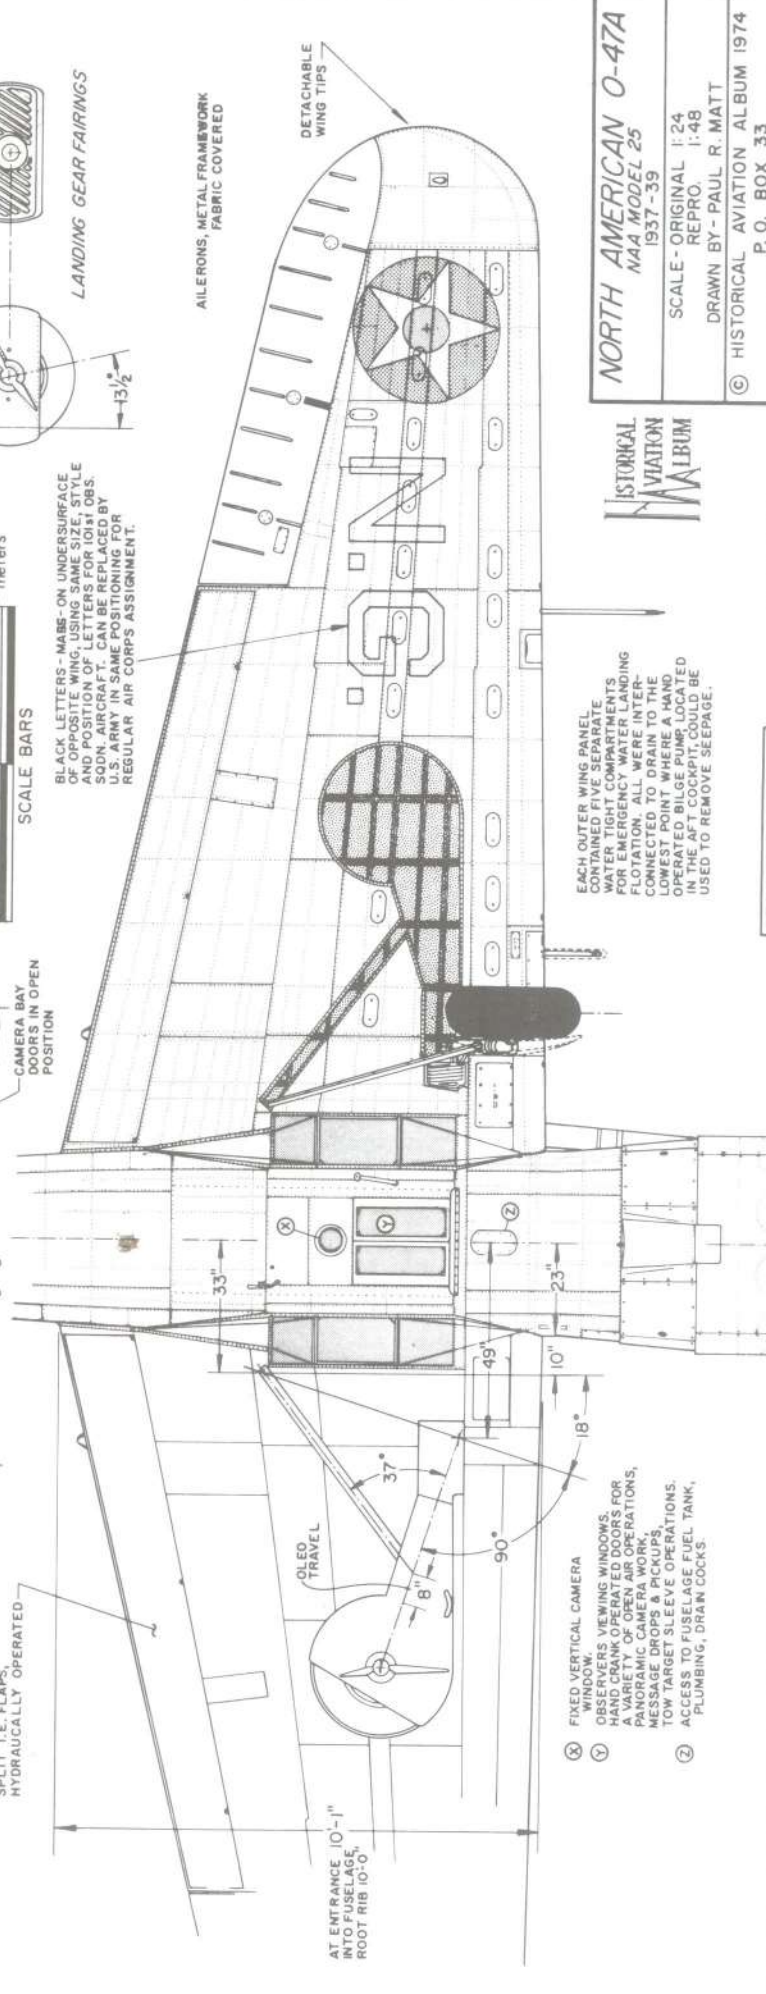 LANDING GEAR FAIRINGS
13½°
AILERONS, METAL FRAMEWORK
FABRIC COVERED
DETACHABLE
WING TIPS
meters
SCALE BARS
BLACK LETTERS - MASS - ON UNDERSURFACE
OF OPPOSITE WING, USING SAME SIZE, STYLE
AND POSITION OF LETTERS FOR 101st OBS.
SQDN. AIRCRAFT. CAN BE REPLACED BY
U.S. ARMY IN SAME POSITIONING FOR
REGULAR AIR CORPS ASSIGNMENT.
CAMERA BAY
DOORS IN OPEN
POSITION
G. N.
NORTH AMERICAN O-47A
NAA MODEL 25
1937-39
SCALE - ORIGINAL 1:24
REPRO. 1:48
DRAWN BY - PAUL R. MATT
© HISTORICAL AVIATION ALBUM 1974
P. O. BOX 33
HISTORICAL
AVIATION
ALBUM
EACH OUTER WING PANEL
CONTAINED FIVE SEPARATE
WATER TIGHT COMPARTMENTS
FOR EMERGENCY WATER LANDING
FLOTATION. ALL WERE INTER-
CONNECTED TO DRAIN TO THE
LOWEST POINT WHERE A HAND
OPERATED BILGE PUMP, LOCATED
IN THE AFT COCKPIT, COULD BE
USED TO REMOVE SEEPAGE.
X
Y
Z
33"
49"
23"
10"
18°
37°
90°
8"
OLEO
TRAVEL
SPLIT T.E. FLAPS,
HYDRAUCALLY OPERATED
AT ENTRANCE 10'-1"
INTO FUSELAGE,
ROOT RIB 10'-0"
X FIXED VERTICAL CAMERA
WINDOW.
Y OBSERVERS VIEWING WINDOWS.
HAND CRANK OPERATED DOORS FOR
A VARIETY OF OPEN AIR OPERATIONS,
PANORAMIC CAMERA WORK,
MESSAGE DROPS & PICKUPS,
TOW TARGET SLEEVE OPERATIONS.
Z ACCESS TO FUSELAGE FUEL TANK,
PLUMBING, DRAIN COCKS.